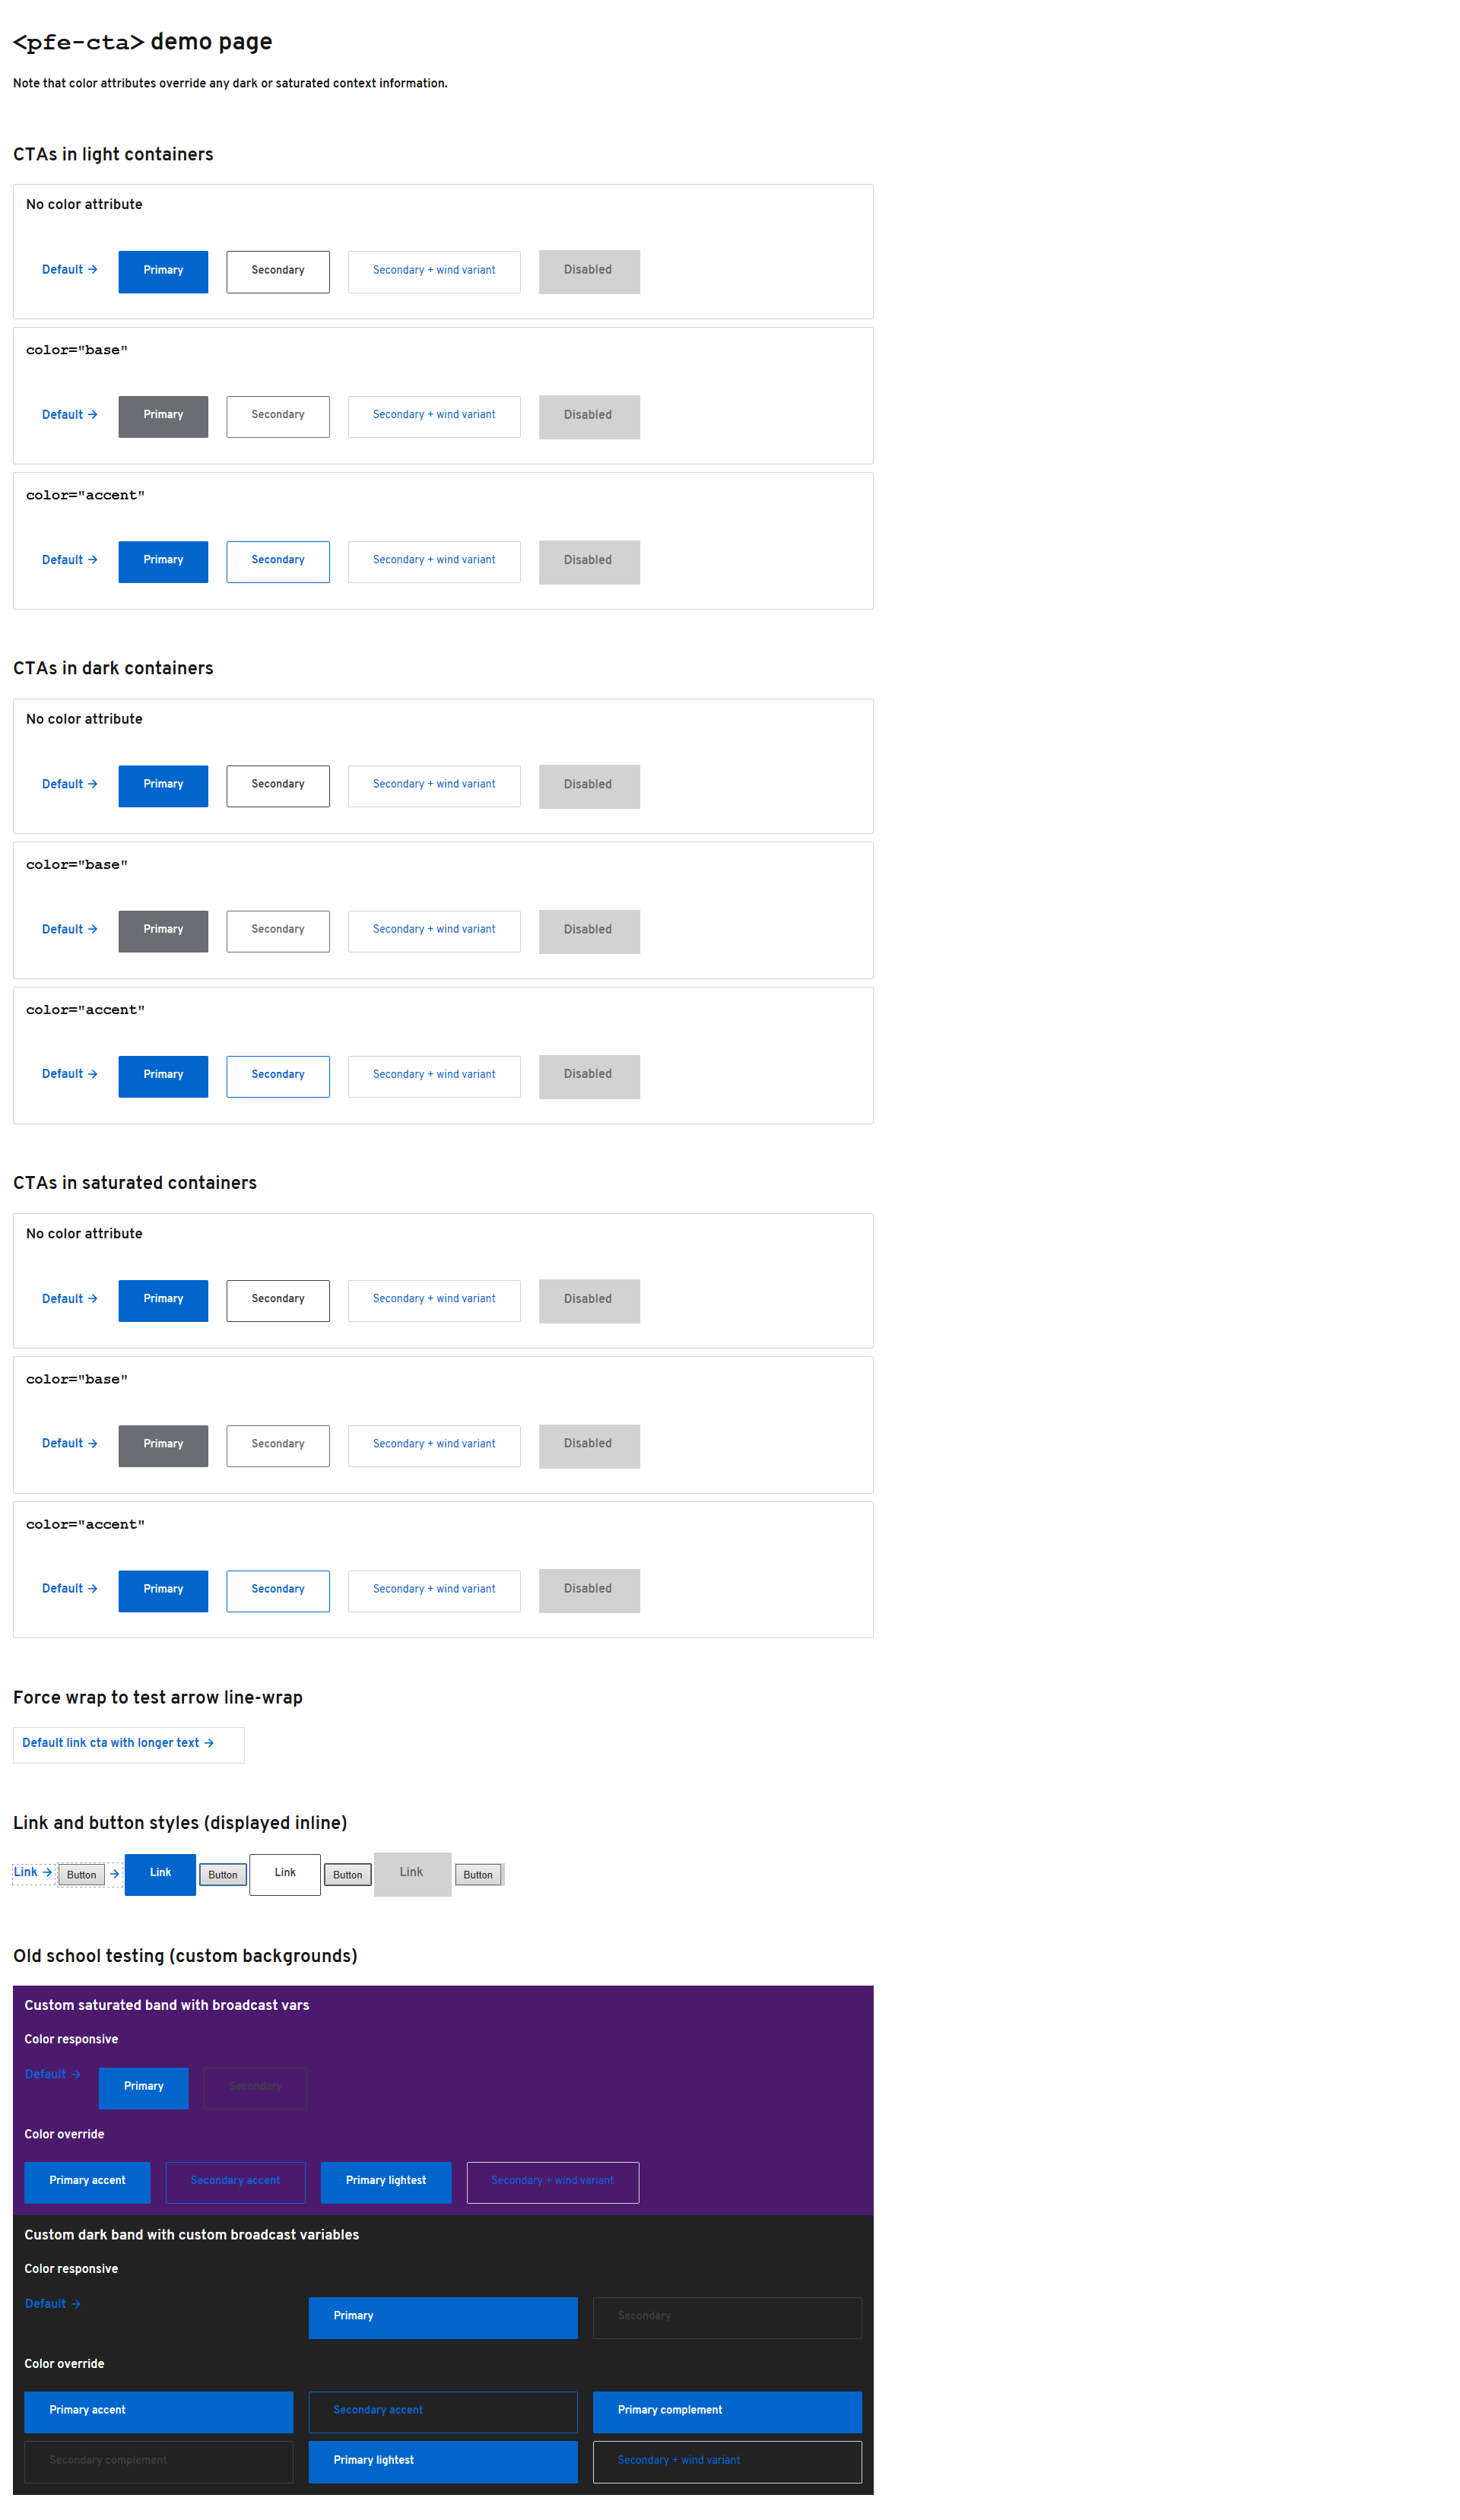 <pfe-cta> demo page
Note that color attributes override any dark or saturated context information.
CTAs in light containers
No color attribute
Default → Primary Secondary Secondary + wind variant Disabled
color="base"
Default → Primary Secondary Secondary + wind variant Disabled
color="accent"
Default → Primary Secondary Secondary + wind variant Disabled
CTAs in dark containers
No color attribute
Default → Primary Secondary Secondary + wind variant Disabled
color="base"
Default → Primary Secondary Secondary + wind variant Disabled
color="accent"
Default → Primary Secondary Secondary + wind variant Disabled
CTAs in saturated containers
No color attribute
Default → Primary Secondary Secondary + wind variant Disabled
color="base"
Default → Primary Secondary Secondary + wind variant Disabled
color="accent"
Default → Primary Secondary Secondary + wind variant Disabled
Force wrap to test arrow line-wrap
Default link cta with longer text →
Link and button styles (displayed inline)
Link → Button → Link Button Link Button Link Button
Old school testing (custom backgrounds)
Custom saturated band with broadcast vars
Color responsive
Default → Primary Secondary
Color override
Primary accent Secondary accent Primary lightest Secondary + wind variant
Custom dark band with custom broadcast variables
Color responsive
Default → Primary Secondary
Color override
Primary accent Secondary accent Primary complement
Secondary complement Primary lightest Secondary + wind variant